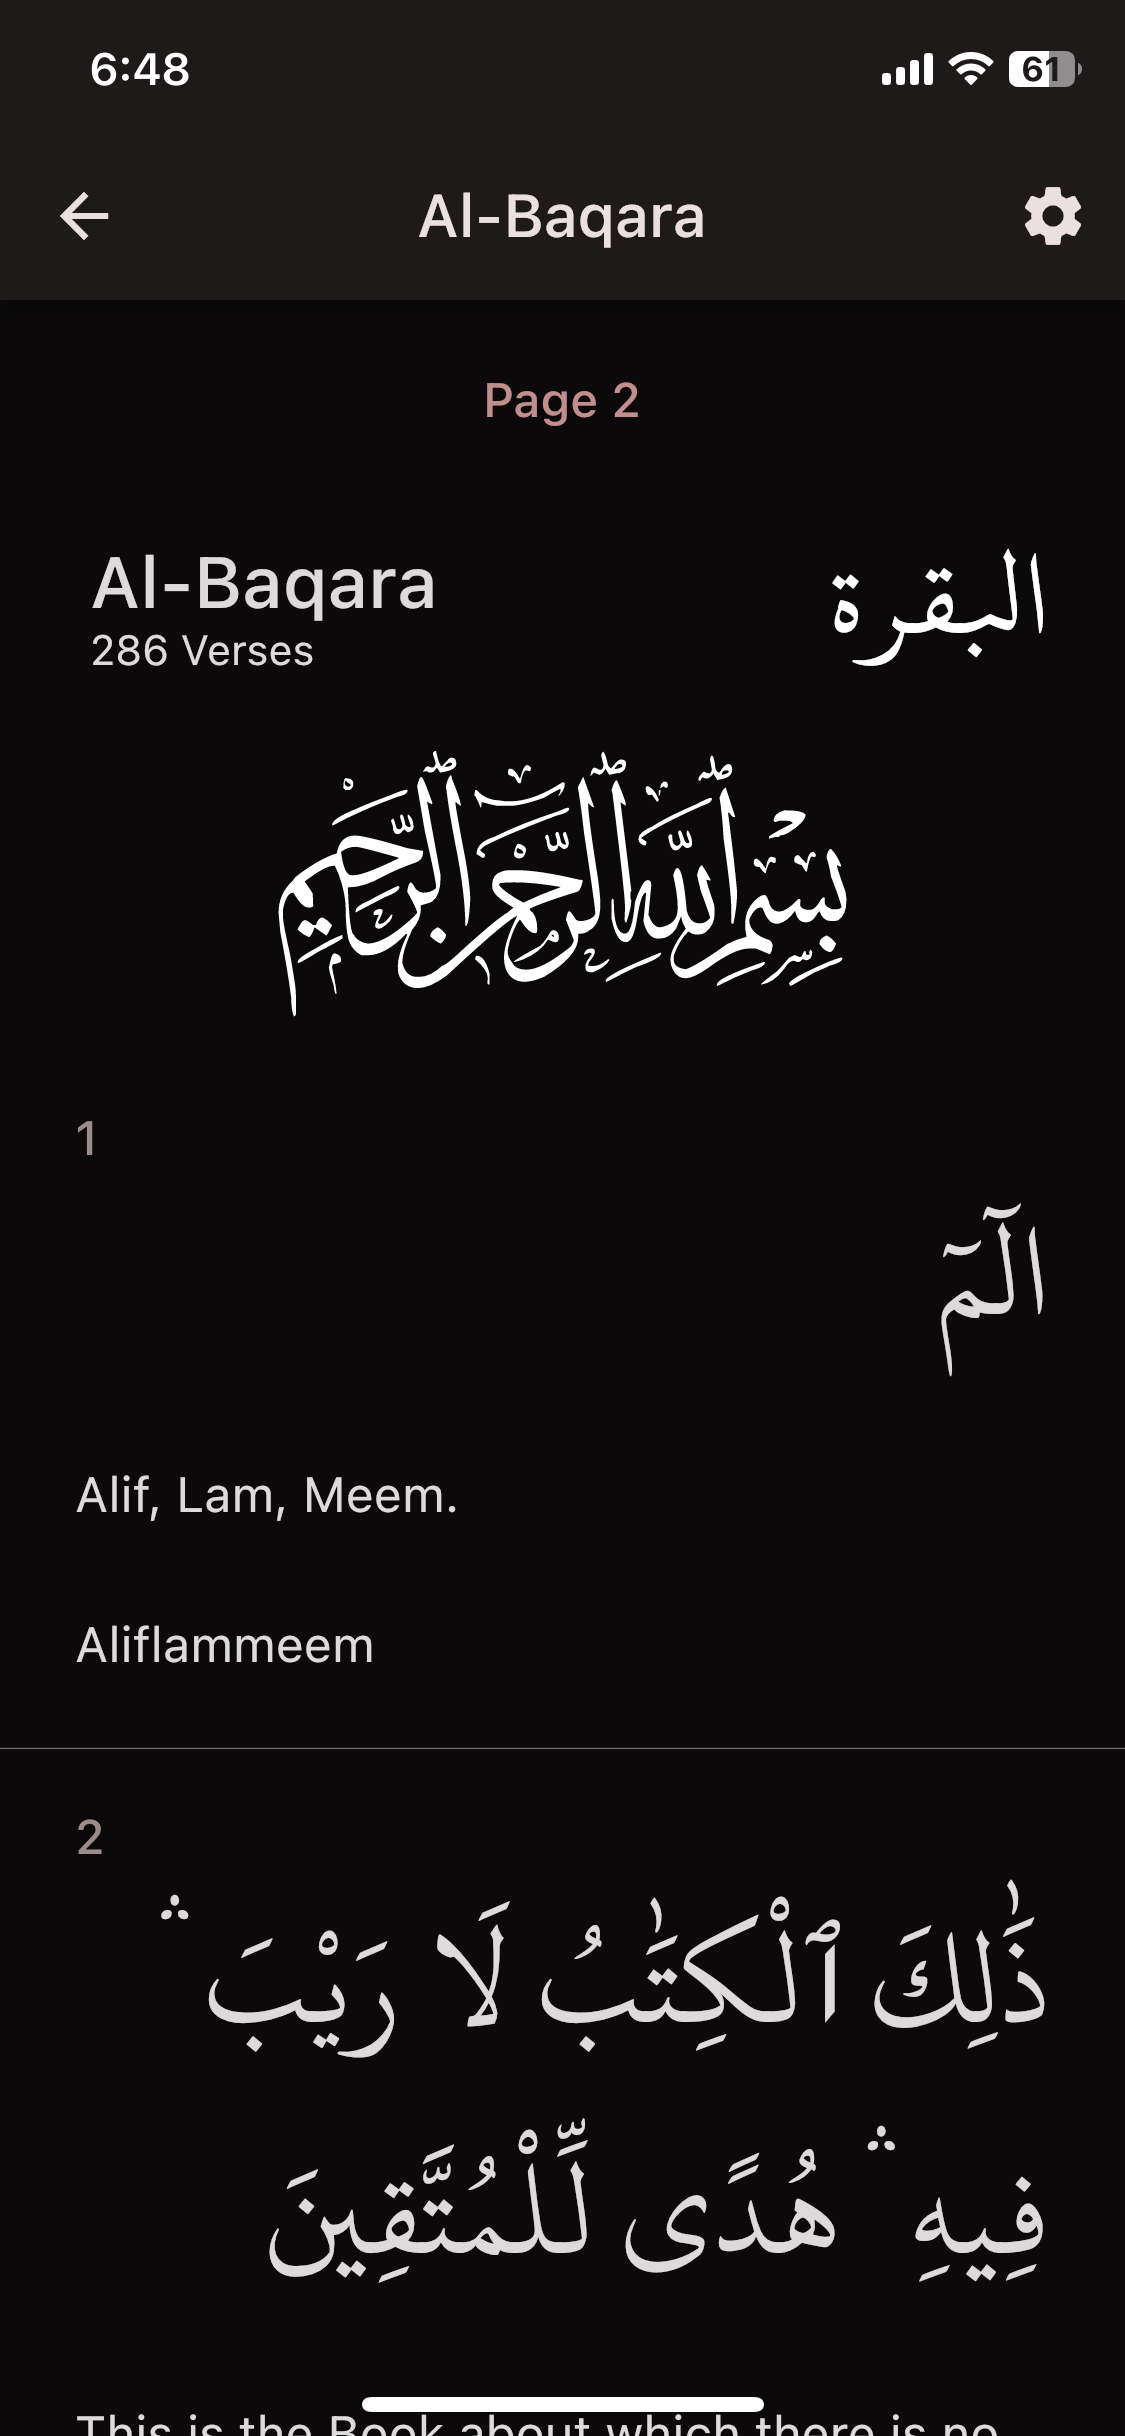 6:48
61
Al-Baqara
Page 2
Al-Baqara
286 Verses
البقرة
بِسْمِ ٱللَّهِ ٱلرَّحْمَٰنِ ٱلرَّحِيمِ
1
الٓمٓ
Alif, Lam, Meem.
Aliflammeem
2
ذَٰلِكَ ٱلْكِتَٰبُ لَا رَيْبَ ۛ
فِيهِ ۛ هُدًى لِّلْمُتَّقِينَ
This is the Book about which there is no